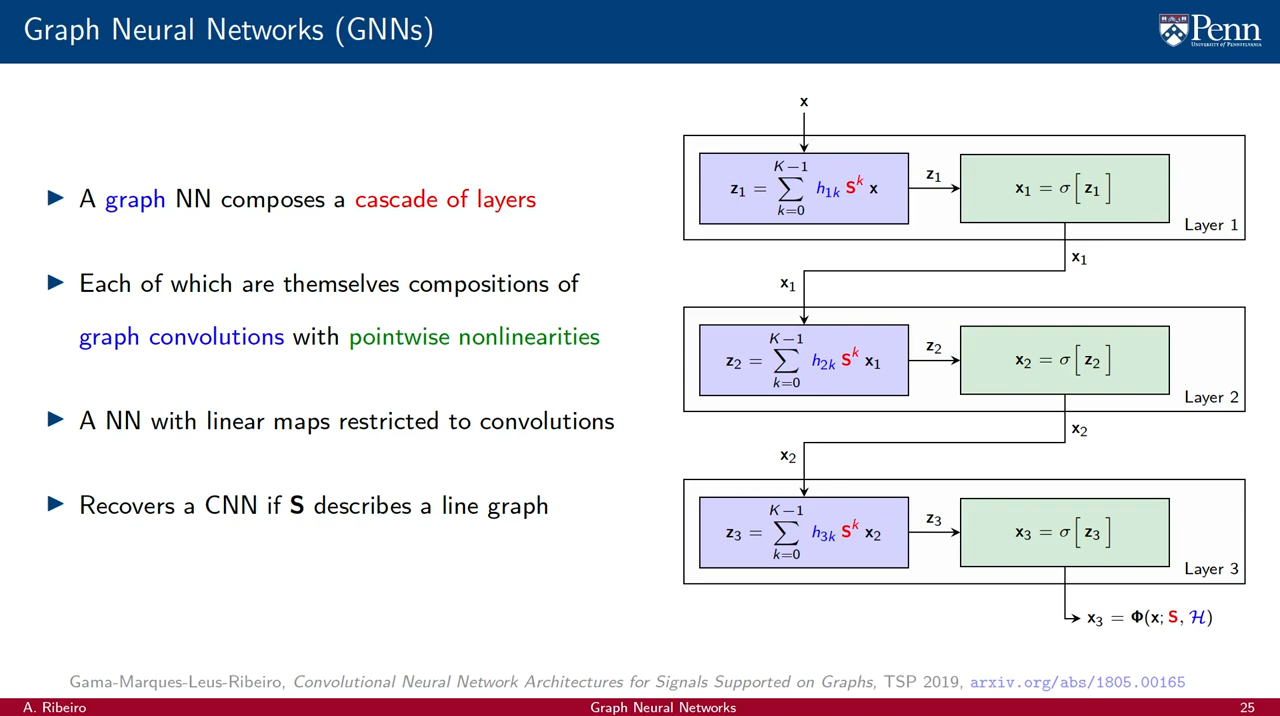 Graph Neural Networks (GNNs)
Penn
UNIVERSITY OF PENNSYLVANIA
▶ A graph NN composes a cascade of layers
▶ Each of which are themselves compositions of
graph convolutions with pointwise nonlinearities
▶ A NN with linear maps restricted to convolutions
▶ Recovers a CNN if S describes a line graph
x
z₁ = ∑_{k=0}^{K−1} h₁ₖ Sᵏ x
z₁
x₁ = σ[ z₁ ]
Layer 1
x₁
x₁
z₂ = ∑_{k=0}^{K−1} h₂ₖ Sᵏ x₁
z₂
x₂ = σ[ z₂ ]
Layer 2
x₂
x₂
z₃ = ∑_{k=0}^{K−1} h₃ₖ Sᵏ x₂
z₃
x₃ = σ[ z₃ ]
Layer 3
x₃ = Φ(x; S, ℋ)
Gama-Marques-Leus-Ribeiro, Convolutional Neural Network Architectures for Signals Supported on Graphs, TSP 2019, arxiv.org/abs/1805.00165
A. Ribeiro
Graph Neural Networks
25